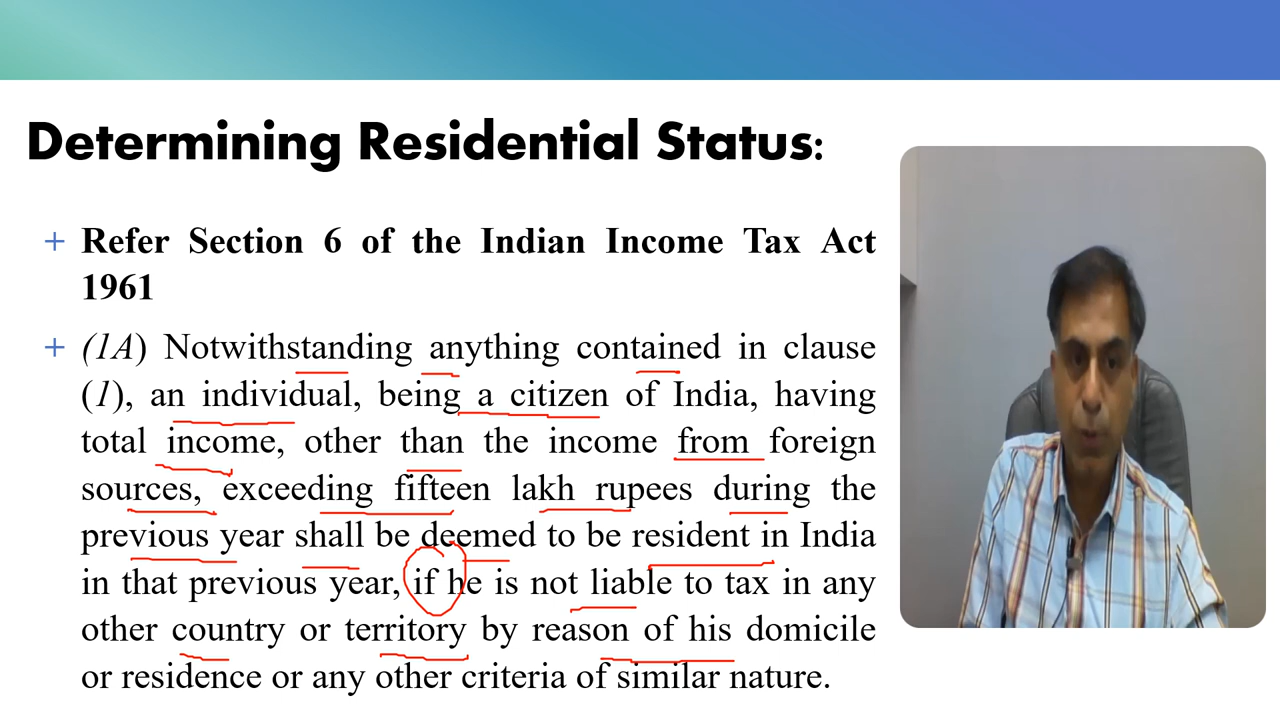 Determining Residential Status:
+ Refer Section 6 of the Indian Income Tax Act
1961
+ (1A) Notwithstanding anything contained in clause
(1), an individual, being a citizen of India, having
total income, other than the income from foreign
sources, exceeding fifteen lakh rupees during the
previous year shall be deemed to be resident in India
in that previous year, if he is not liable to tax in any
other country or territory by reason of his domicile
or residence or any other criteria of similar nature.